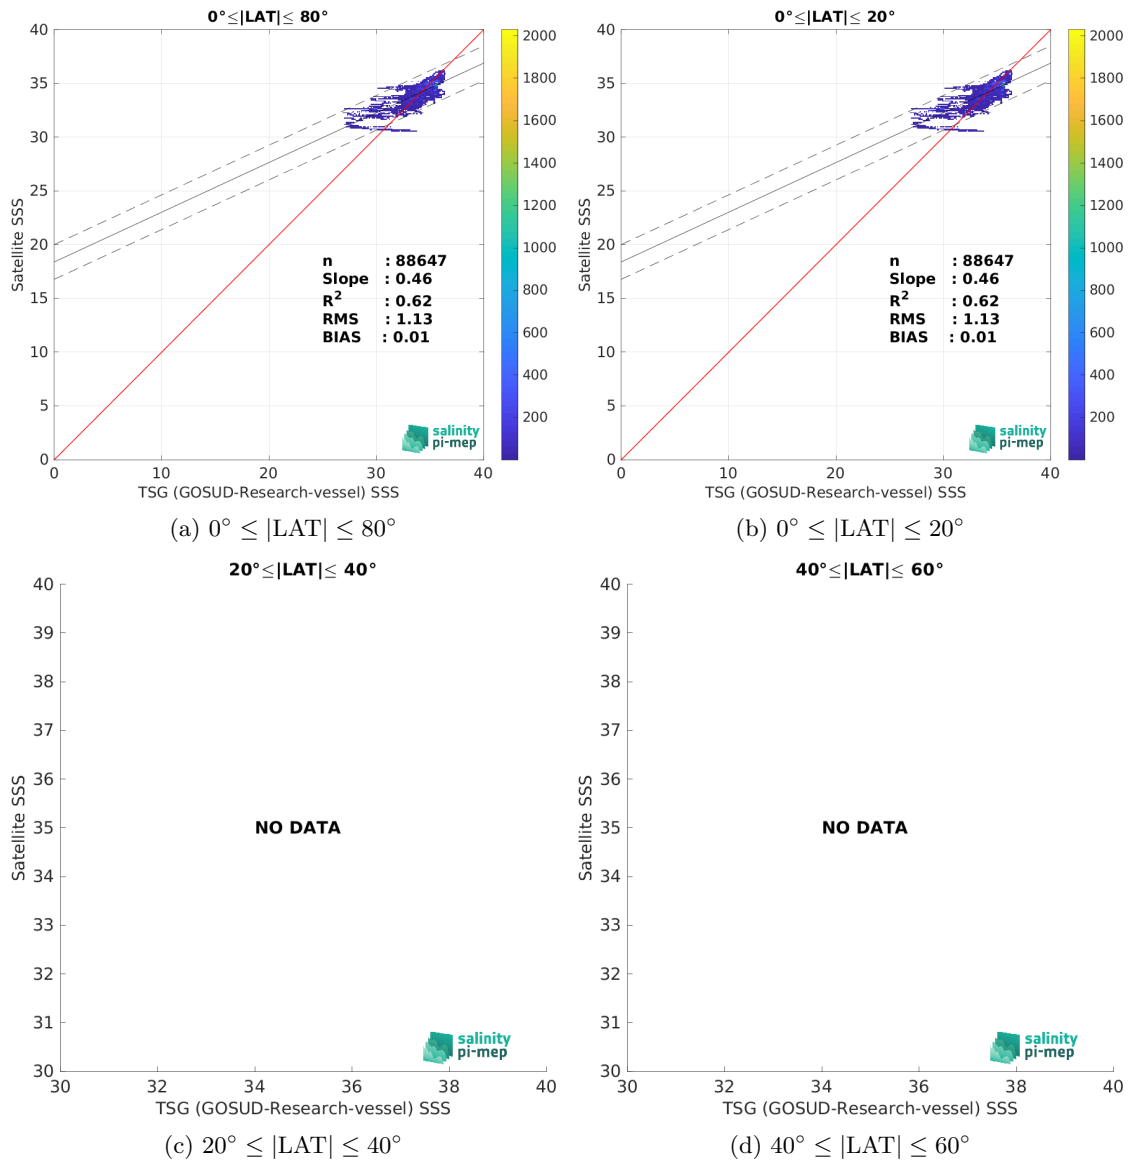 0°≤|LAT|≤ 80°
40
35
30
25
20
15
10
5
0
Satellite SSS
n : 88647
Slope : 0.46
R² : 0.62
RMS : 1.13
BIAS : 0.01
salinity
pi-mep
0 10 20 30 40
TSG (GOSUD-Research-vessel) SSS
2000
1800
1600
1400
1200
1000
800
600
400
200
(a) 0° ≤ |LAT| ≤ 80°
0°≤|LAT|≤ 20°
40
35
30
25
20
15
10
5
0
Satellite SSS
n : 88647
Slope : 0.46
R² : 0.62
RMS : 1.13
BIAS : 0.01
salinity
pi-mep
0 10 20 30 40
TSG (GOSUD-Research-vessel) SSS
2000
1800
1600
1400
1200
1000
800
600
400
200
(b) 0° ≤ |LAT| ≤ 20°
20°≤|LAT|≤ 40°
40
39
38
37
36
35
34
33
32
31
30
Satellite SSS
NO DATA
salinity
pi-mep
30 32 34 36 38 40
TSG (GOSUD-Research-vessel) SSS
(c) 20° ≤ |LAT| ≤ 40°
40°≤|LAT|≤ 60°
40
39
38
37
36
35
34
33
32
31
30
Satellite SSS
NO DATA
salinity
pi-mep
30 32 34 36 38 40
TSG (GOSUD-Research-vessel) SSS
(d) 40° ≤ |LAT| ≤ 60°